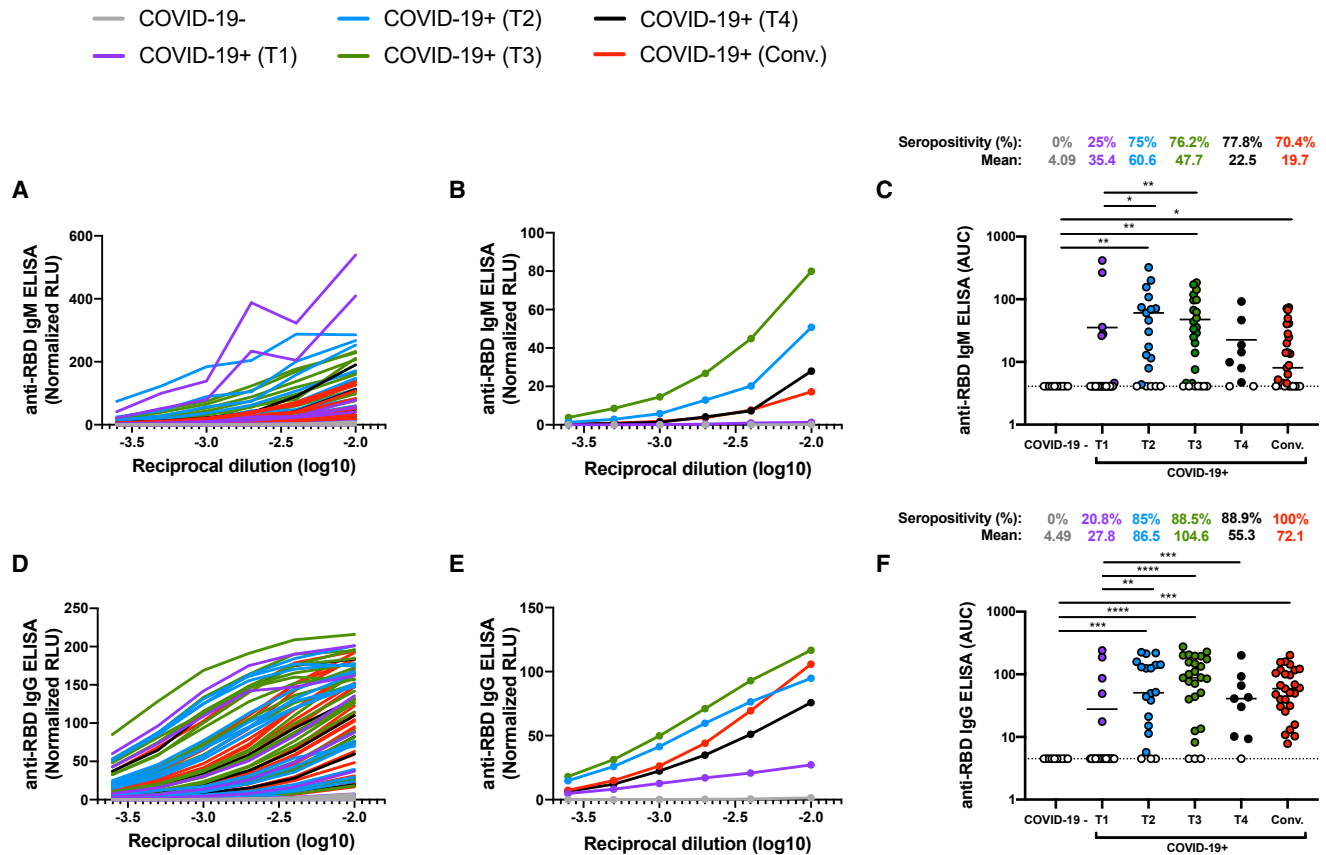 COVID-19- COVID-19+ (T2) COVID-19+ (T4)
COVID-19+ (T1) COVID-19+ (T3) COVID-19+ (Conv.)
Seropositivity (%): 0% 25% 75% 76.2% 77.8% 70.4%
Mean: 4.09 35.4 60.6 47.7 22.5 19.7
A
anti-RBD IgM ELISA
(Normalized RLU)
600
400
200
0
-3.5 -3.0 -2.5 -2.0
Reciprocal dilution (log10)
B
anti-RBD IgM ELISA
(Normalized RLU)
100
80
60
40
20
0
-3.5 -3.0 -2.5 -2.0
Reciprocal dilution (log10)
C
anti-RBD IgM ELISA (AUC)
**
*
*
**
**
1000
100
10
1
COVID-19 - T1 T2 T3 T4 Conv.
COVID-19+
Seropositivity (%): 0% 20.8% 85% 88.5% 88.9% 100%
Mean: 4.49 27.8 86.5 104.6 55.3 72.1
D
anti-RBD IgG ELISA
(Normalized RLU)
250
200
150
100
50
0
-3.5 -3.0 -2.5 -2.0
Reciprocal dilution (log10)
E
anti-RBD IgG ELISA
(Normalized RLU)
150
100
50
0
-3.5 -3.0 -2.5 -2.0
Reciprocal dilution (log10)
F
anti-RBD IgG ELISA (AUC)
***
****
**
***
****
***
1000
100
10
1
COVID-19 - T1 T2 T3 T4 Conv.
COVID-19+